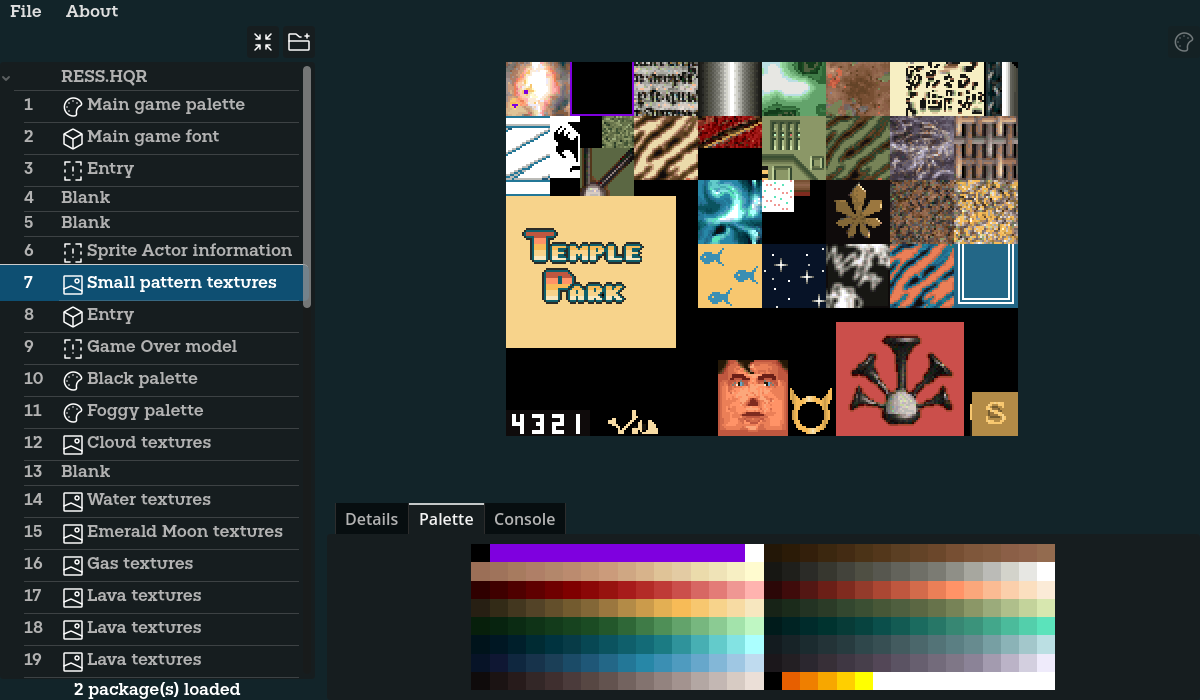 File About
RESS.HQR
1 Main game palette
2 Main game font
3 Entry
4 Blank
5 Blank
6 Sprite Actor information
7 Small pattern textures
8 Entry
9 Game Over model
10 Black palette
11 Foggy palette
12 Cloud textures
13 Blank
14 Water textures
15 Emerald Moon textures
16 Gas textures
17 Lava textures
18 Lava textures
19 Lava textures
2 package(s) loaded
TEMPLE
PARK
4321
S
Details Palette Console